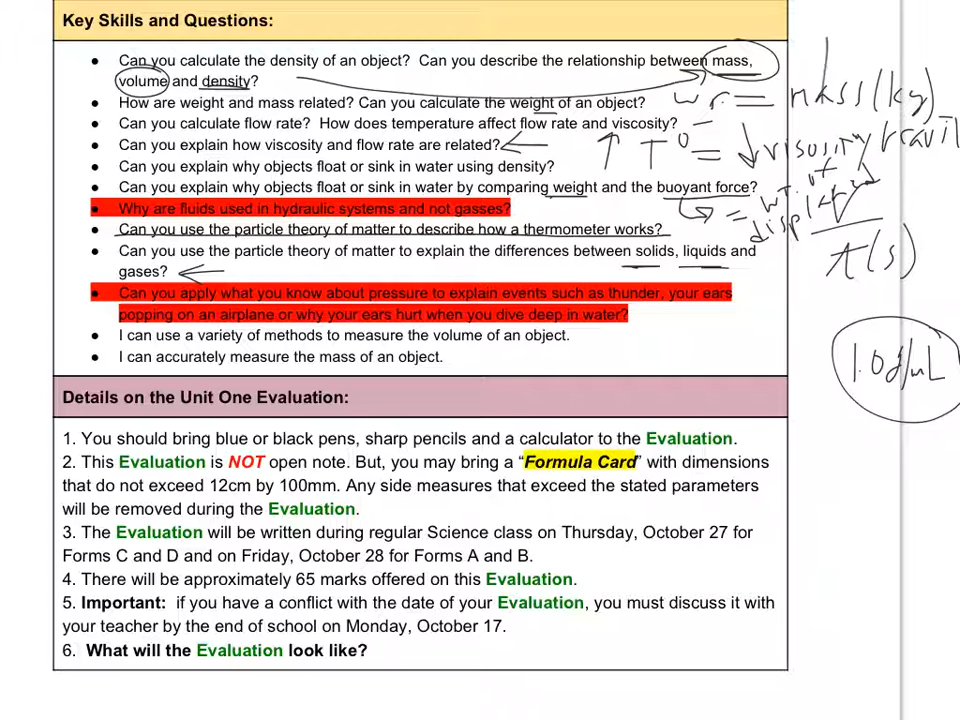 Key Skills and Questions:
● Can you calculate the density of an object? Can you describe the relationship between mass,
volume and density?
● How are weight and mass related? Can you calculate the weight of an object?
● Can you calculate flow rate? How does temperature affect flow rate and viscosity?
● Can you explain how viscosity and flow rate are related?
● Can you explain why objects float or sink in water using density?
● Can you explain why objects float or sink in water by comparing weight and the buoyant force?
● Why are fluids used in hydraulic systems and not gasses?
● Can you use the particle theory of matter to describe how a thermometer works?
● Can you use the particle theory of matter to explain the differences between solids, liquids and
gases?
● Can you apply what you know about pressure to explain events such as thunder, your ears
popping on an airplane or why your ears hurt when you dive deep in water?
● I can use a variety of methods to measure the volume of an object.
● I can accurately measure the mass of an object.
wt. = mass (kg)
↑ T° = ↓
= wt. of
t(s)
1.0g/mL
Details on the Unit One Evaluation:
1. You should bring blue or black pens, sharp pencils and a calculator to the Evaluation.
2. This Evaluation is NOT open note. But, you may bring a “Formula Card” with dimensions
that do not exceed 12cm by 100mm. Any side measures that exceed the stated parameters
will be removed during the Evaluation.
3. The Evaluation will be written during regular Science class on Thursday, October 27 for
Forms C and D and on Friday, October 28 for Forms A and B.
4. There will be approximately 65 marks offered on this Evaluation.
5. Important: if you have a conflict with the date of your Evaluation, you must discuss it with
your teacher by the end of school on Monday, October 17.
6. What will the Evaluation look like?